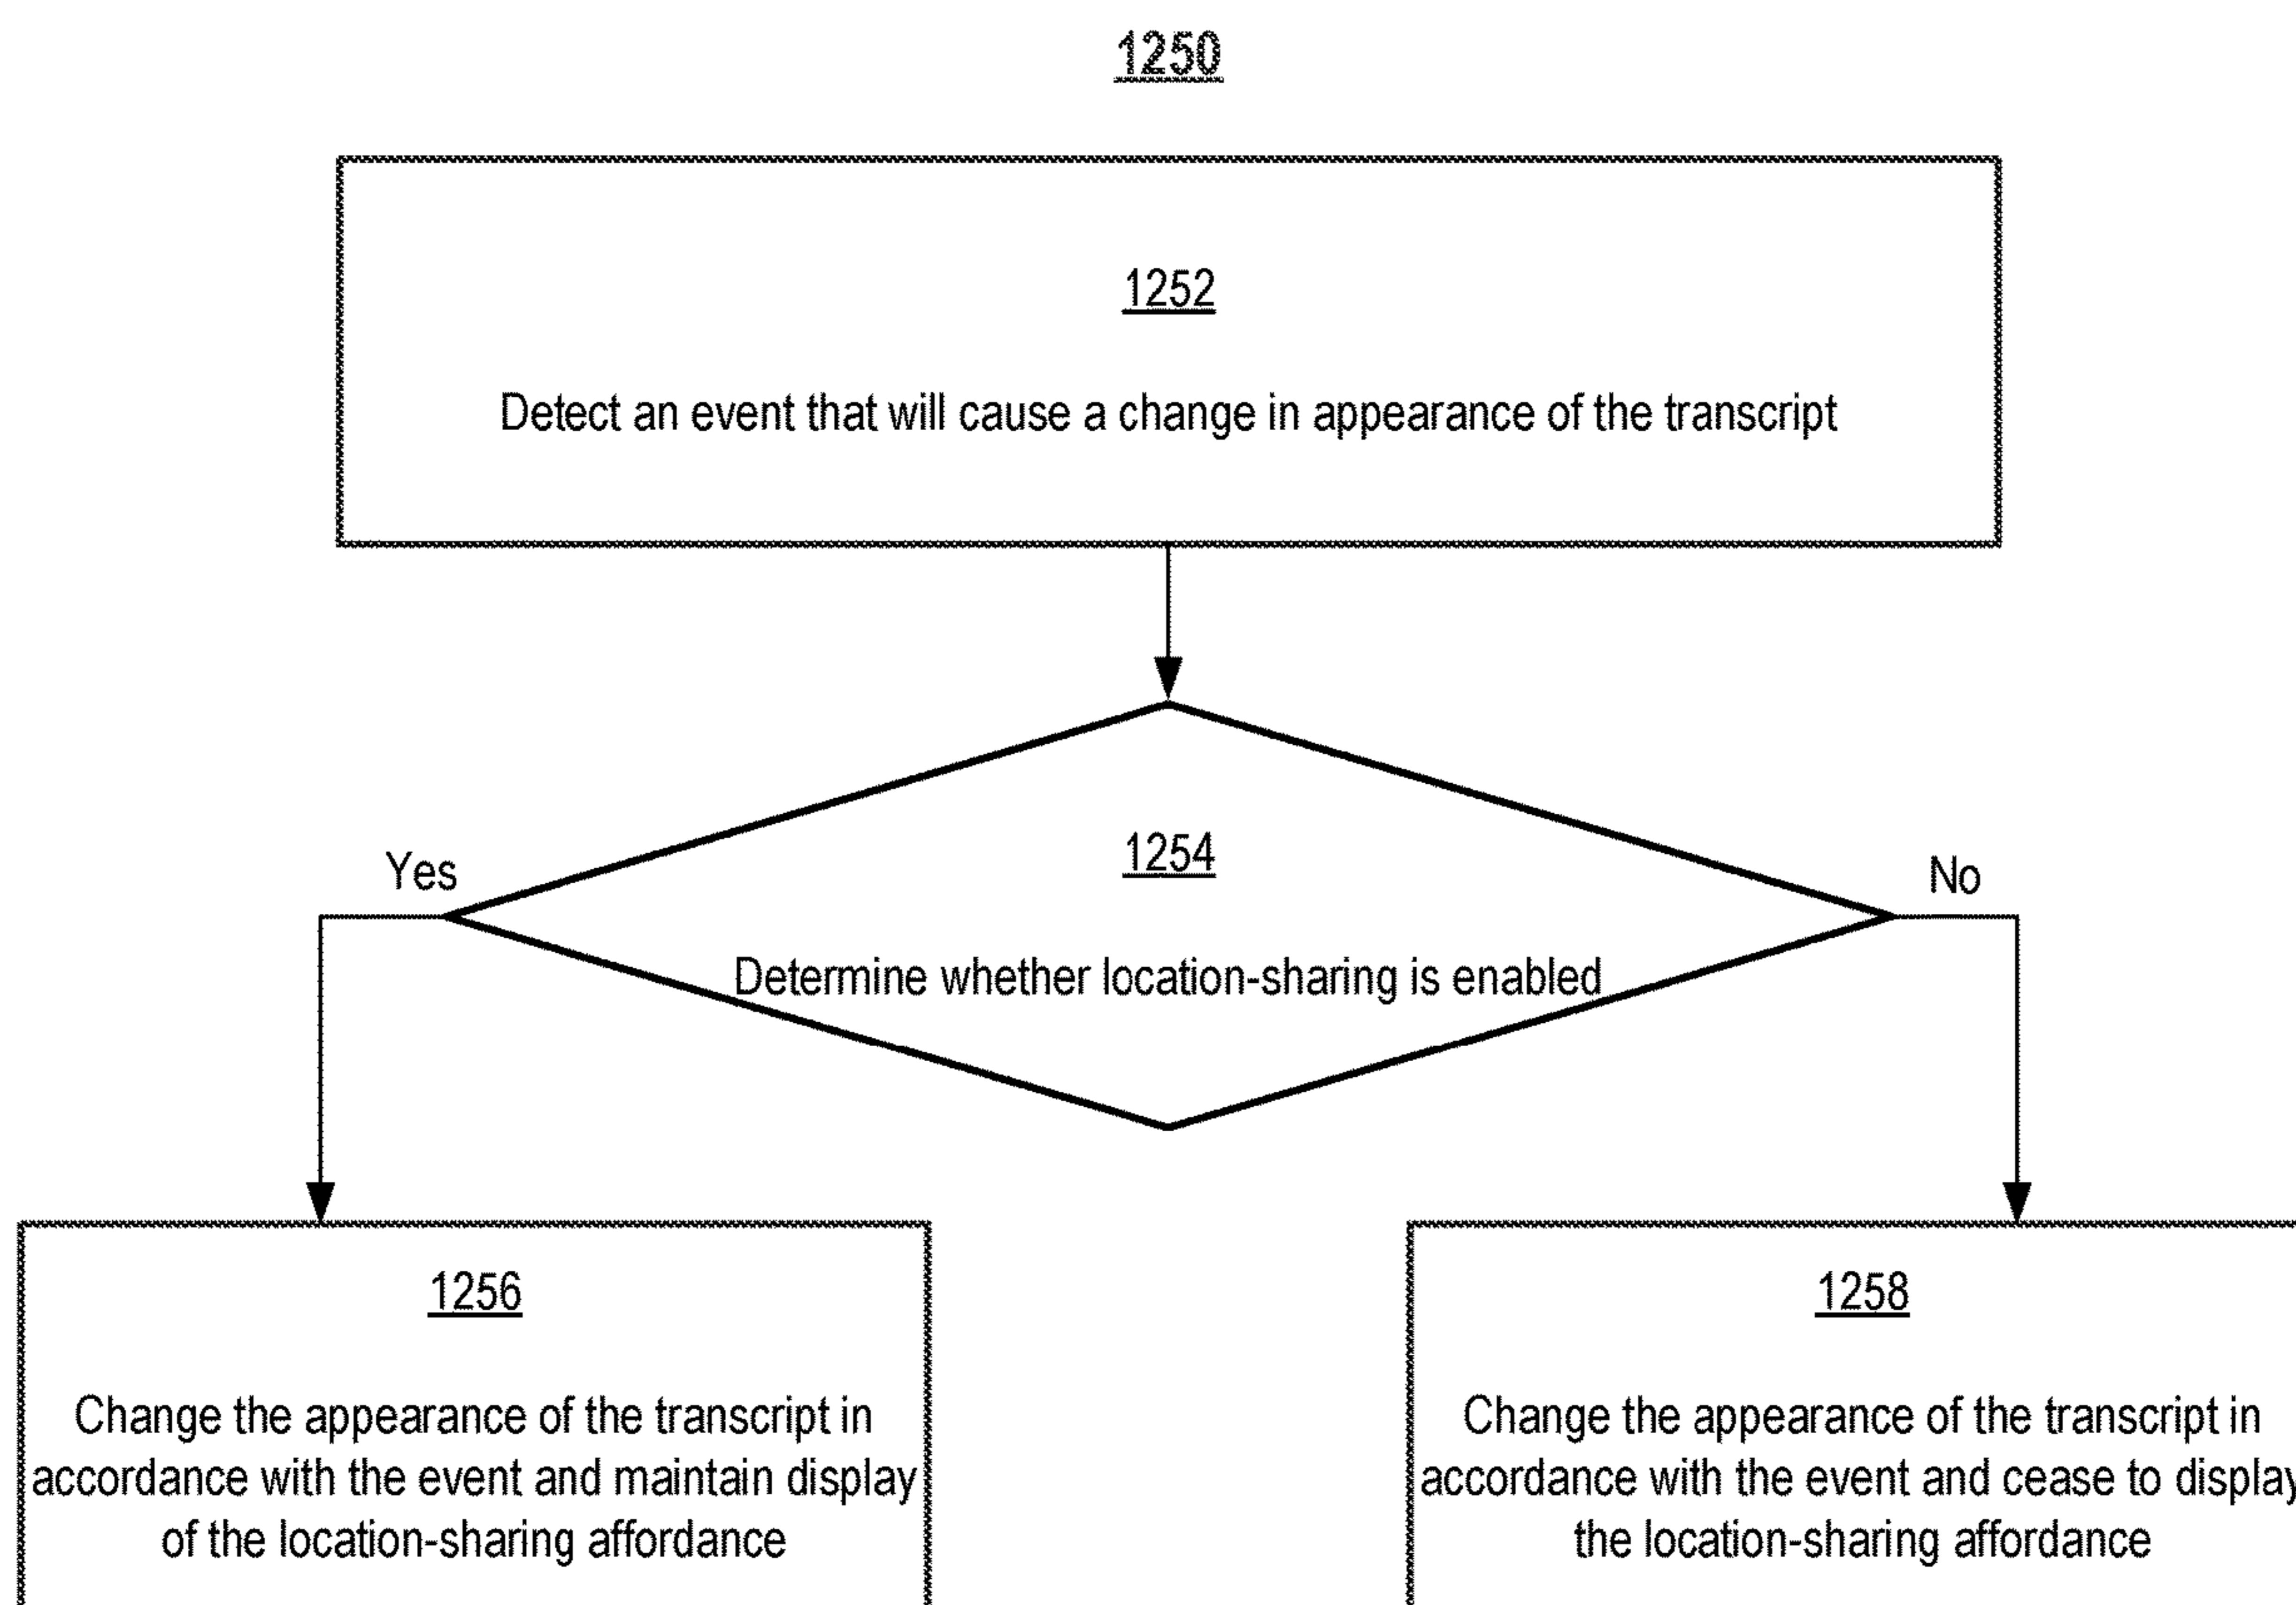 1250
1252
Detect an event that will cause a change in appearance of the transcript
1254
Yes
No
Determine whether location-sharing is enabled
1256
Change the appearance of the transcript in
accordance with the event and maintain display
of the location-sharing affordance
1258
Change the appearance of the transcript in
accordance with the event and cease to display
the location-sharing affordance